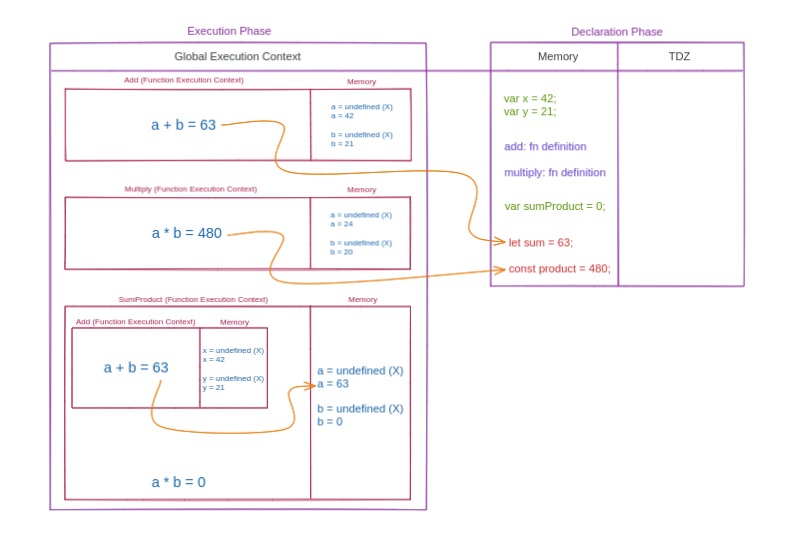 Execution Phase
Global Execution Context
Add (Function Execution Context)
Memory
a + b = 63
a = undefined (X)
a = 42
b = undefined (X)
b = 21
Multiply (Function Execution Context)
Memory
a * b = 480
a = undefined (X)
a = 24
b = undefined (X)
b = 20
SumProduct (Function Execution Context)
Memory
Add (Function Execution Context)
Memory
a + b = 63
x = undefined (X)
x = 42
y = undefined (X)
y = 21
a = undefined (X)
a = 63
b = undefined (X)
b = 0
a * b = 0
Declaration Phase
Memory
TDZ
var x = 42;
var y = 21;
add: fn definition
multiply: fn definition
var sumProduct = 0;
let sum = 63;
const product = 480;